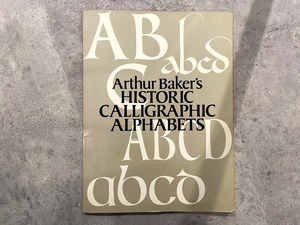 AB
abcd
Arthur Baker's
HISTORIC
CALLIGRAPHIC
ALPHABETS
C
ABCD
abcd